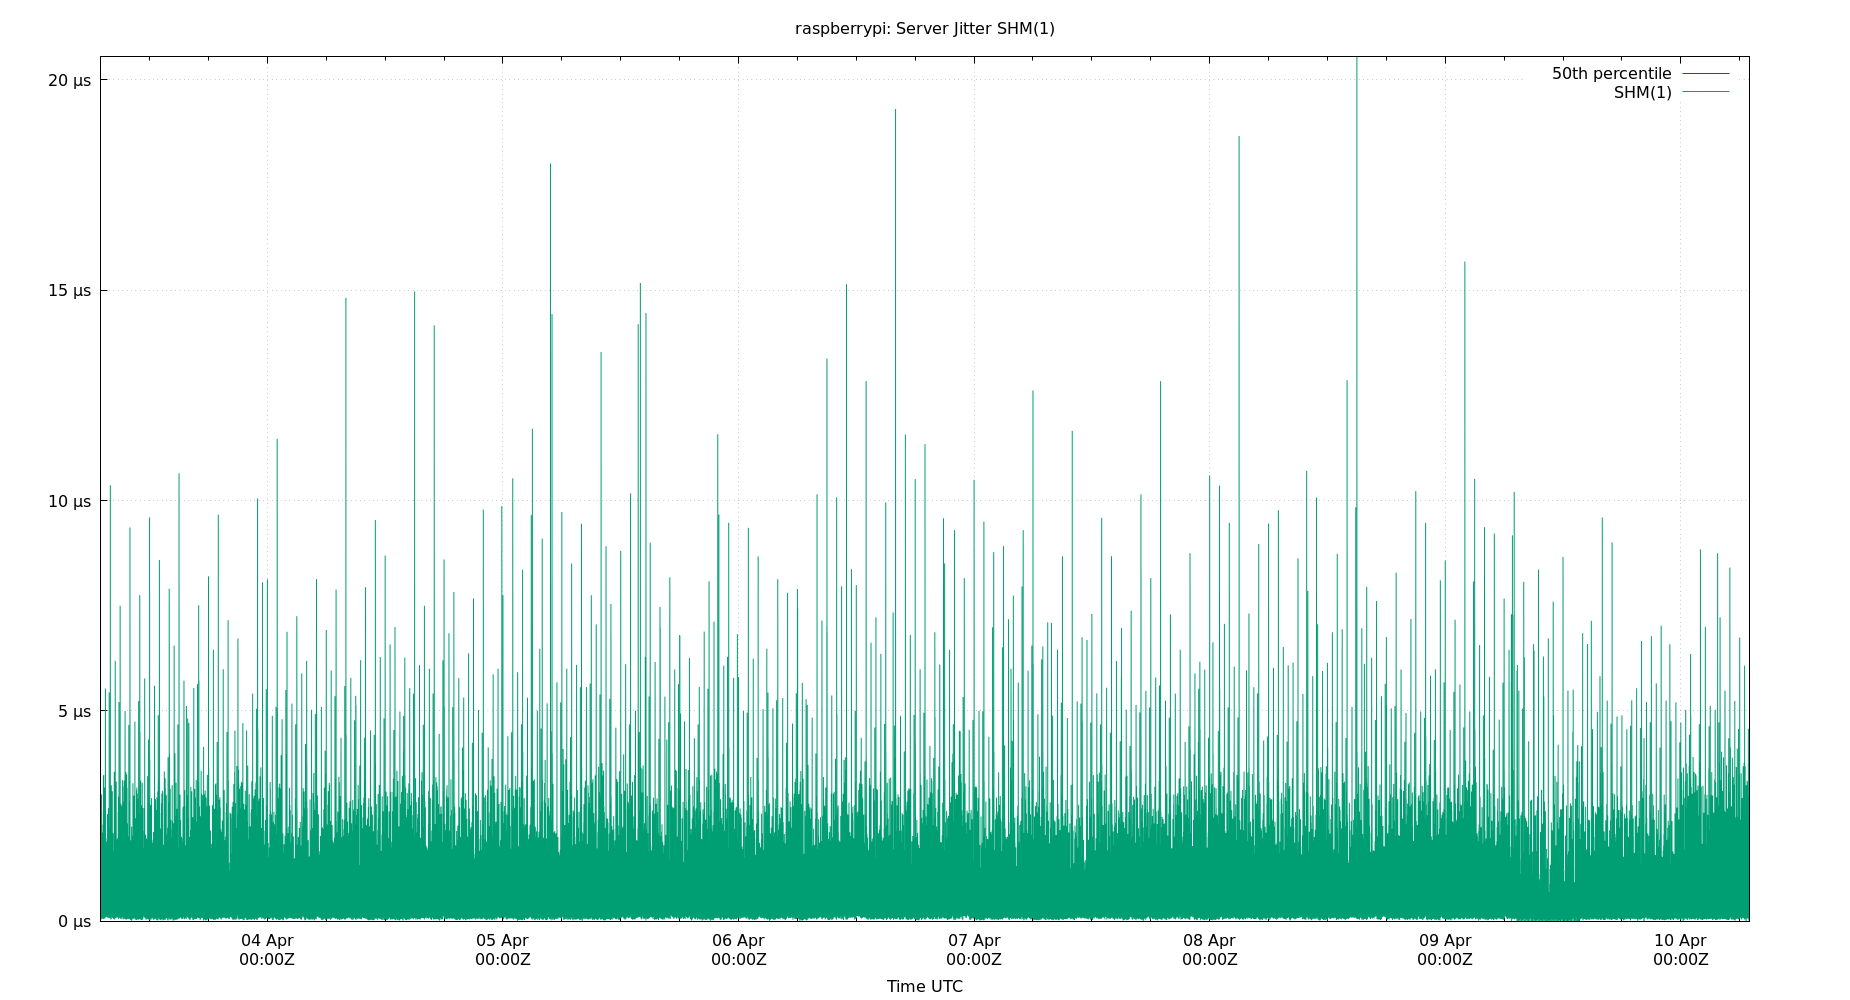 raspberrypi: Server Jitter SHM(1)
50th percentile
SHM(1)
20 µs
15 µs
10 µs
5 µs
0 µs
04 Apr 05 Apr 06 Apr 07 Apr 08 Apr 09 Apr 10 Apr
00:00Z 00:00Z 00:00Z 00:00Z 00:00Z 00:00Z 00:00Z
Time UTC